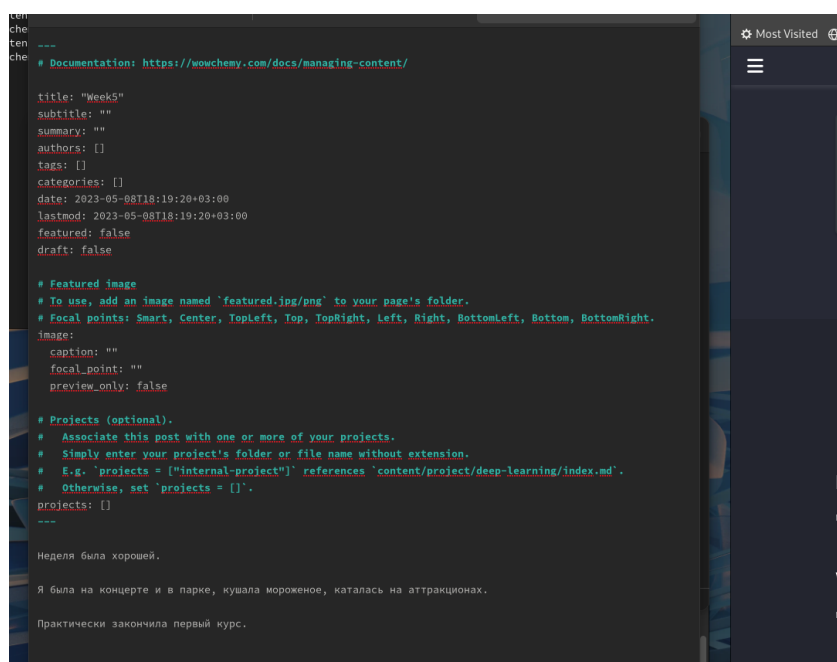 ten
che
ten
che
Most Visited
---
# Documentation: https://wowchemy.com/docs/managing-content/
title: "Week5"
subtitle: ""
summary: ""
authors: []
tags: []
categories: []
date: 2023-05-08T18:19:20+03:00
lastmod: 2023-05-08T18:19:20+03:00
featured: false
draft: false
# Featured image
# To use, add an image named `featured.jpg/png` to your page's folder.
# Focal points: Smart, Center, TopLeft, Top, TopRight, Left, Right, BottomLeft, Bottom, BottomRight.
image:
  caption: ""
  focal_point: ""
  preview_only: false
# Projects (optional).
#   Associate this post with one or more of your projects.
#   Simply enter your project's folder or file name without extension.
#   E.g. `projects = ["internal-project"]` references `content/project/deep-learning/index.md`.
#   Otherwise, set `projects = []`.
projects: []
---
Неделя была хорошей.
Я была на концерте и в парке, кушала мороженое, каталась на аттракционах.
Практически закончила первый курс.